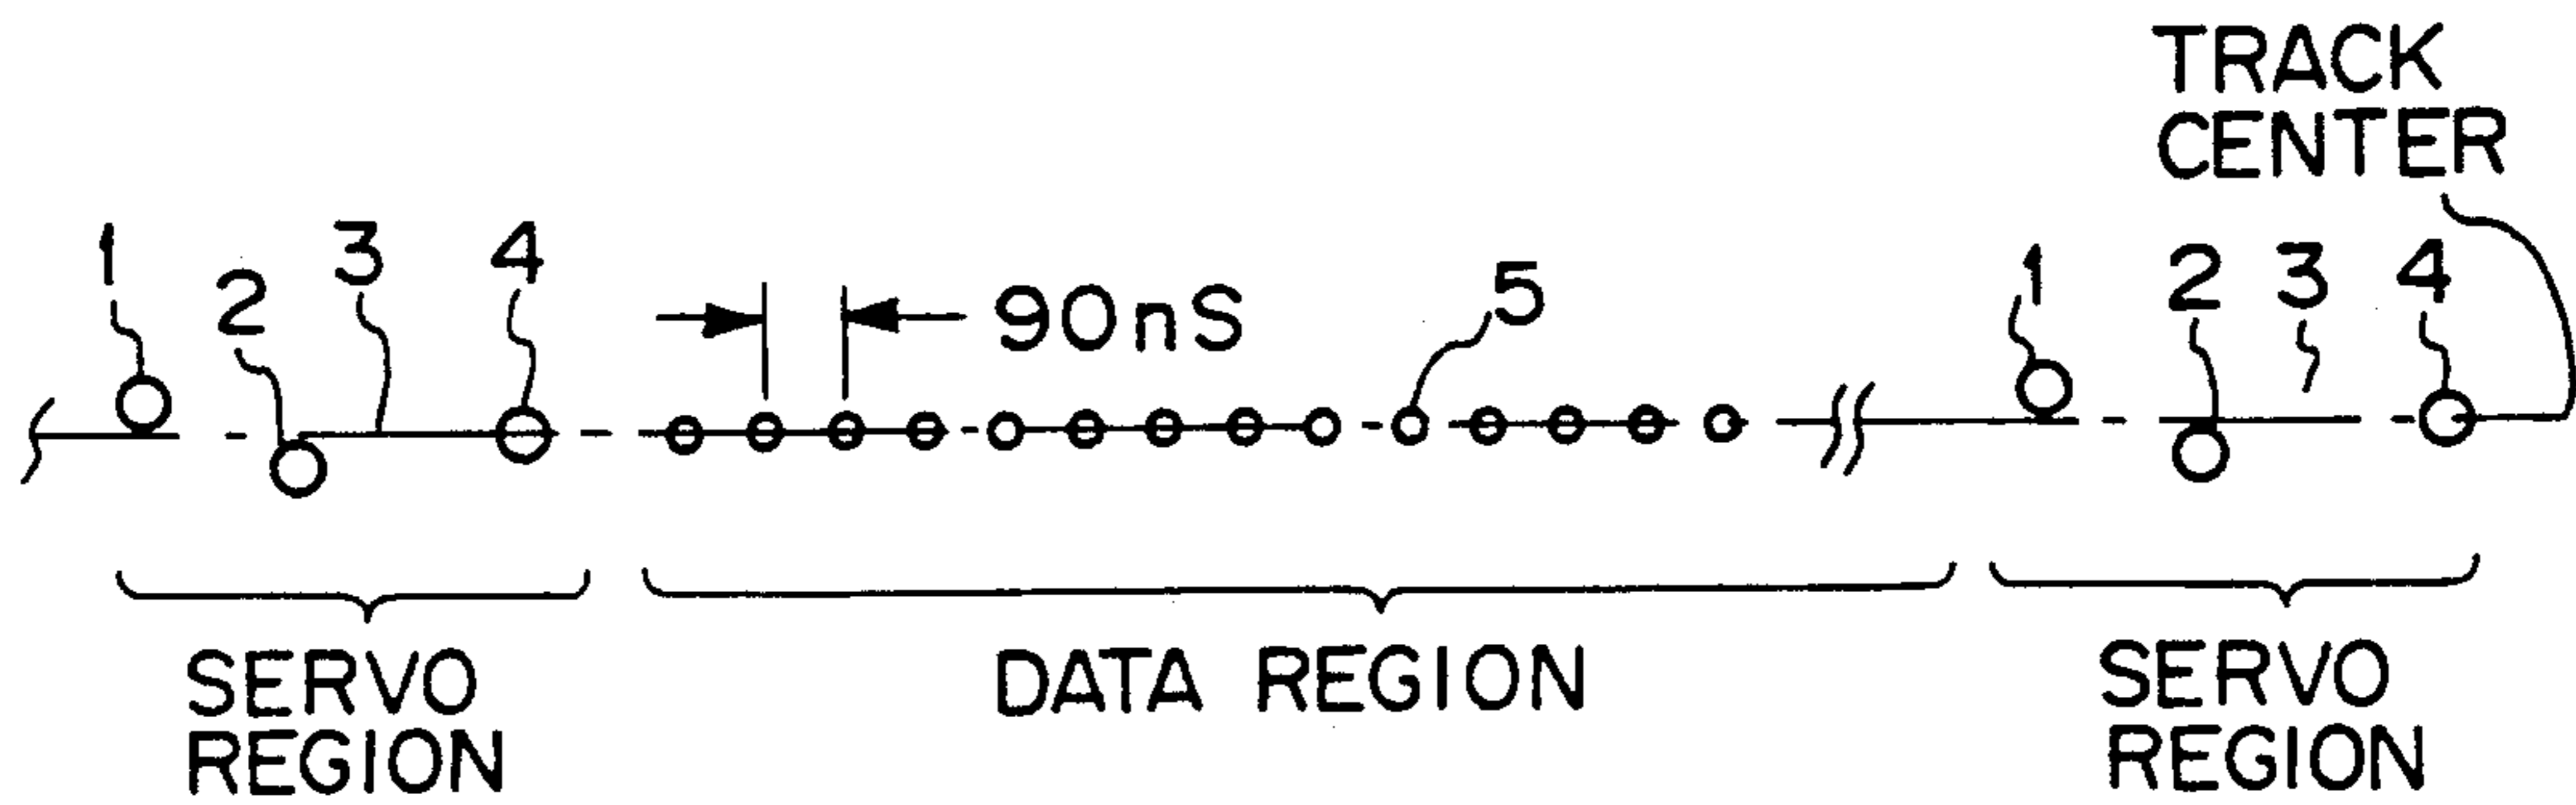 TRACK
CENTER
1 2 3 4 90nS 5 1 2 3 4
SERVO
REGION
DATA REGION
SERVO
REGION